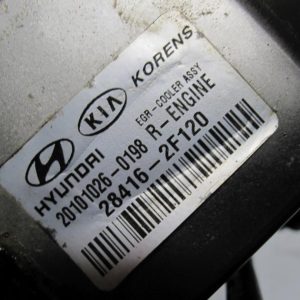 HYUNDAI KIA KORENS
EGR-COOLER ASSY
20101026-0198 R-ENGINE
28416-2F120